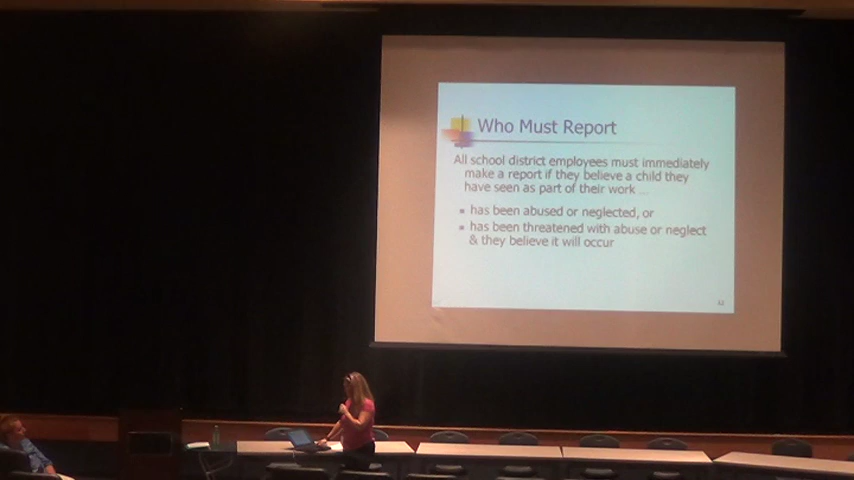 Who Must Report
All school district employees must immediately
make a report if they believe a child they
have seen as part of their work ...
has been abused or neglected, or
has been threatened with abuse or neglect
& they believe it will occur